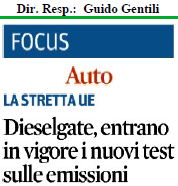 Dir. Resp.: Guido Gentili
FOCUS
Auto
LA STRETTA UE
Dieselgate, entrano
in vigore i nuovi test
sulle emissioni